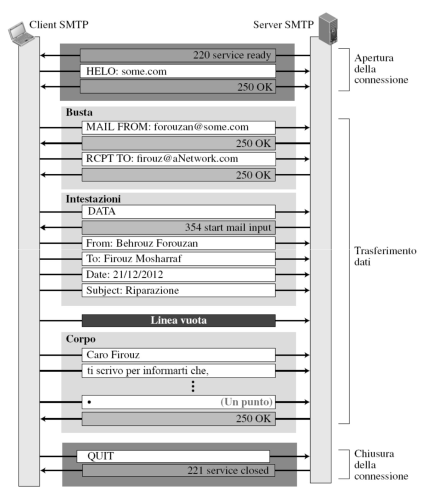 Client SMTP
Server SMTP
220 service ready
HELO: some.com
250 OK
Apertura
della
connessione
Busta
MAIL FROM: forouzan@some.com
250 OK
RCPT TO: firouz@aNetwork.com
250 OK
Intestazioni
DATA
354 start mail input
From: Behrouz Forouzan
To: Firouz Mosharraf
Date: 21/12/2012
Subject: Riparazione
Trasferimento
dati
Linea vuota
Corpo
Caro Firouz
ti scrivo per informarti che,
⋮
• (Un punto)
250 OK
QUIT
221 service closed
Chiusura
della
connessione